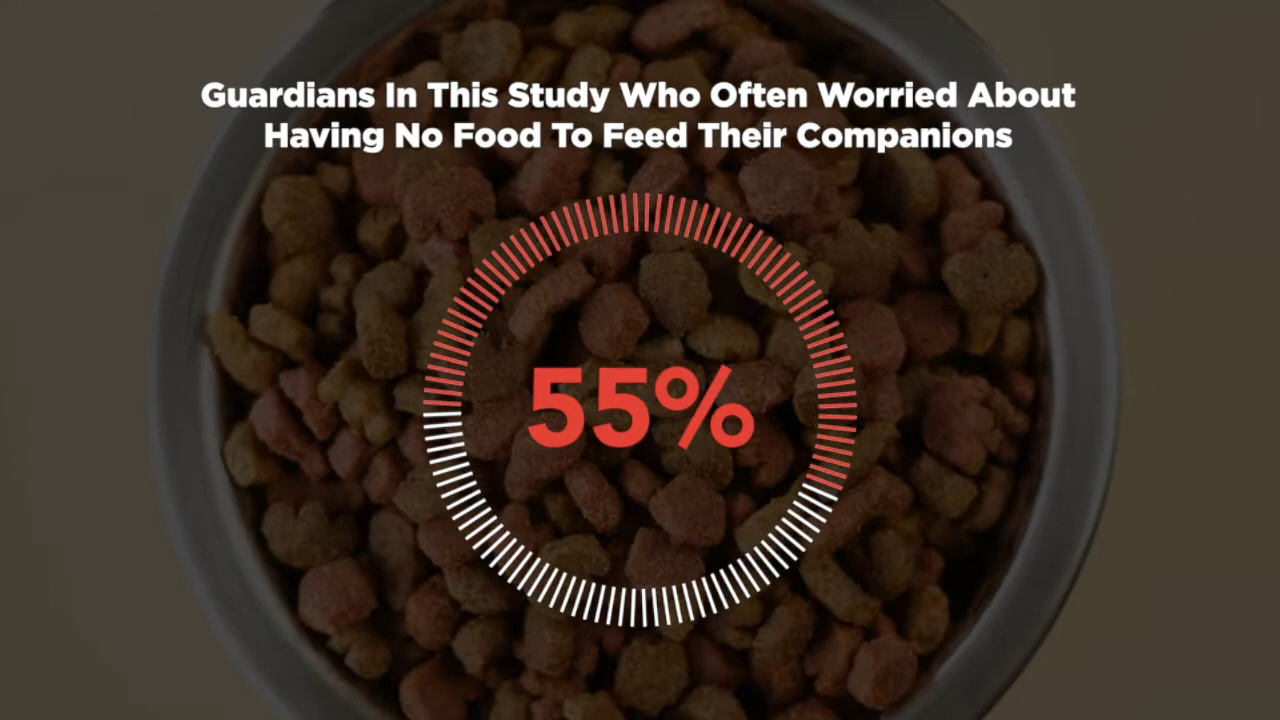 Guardians In This Study Who Often Worried About
Having No Food To Feed Their Companions
55%